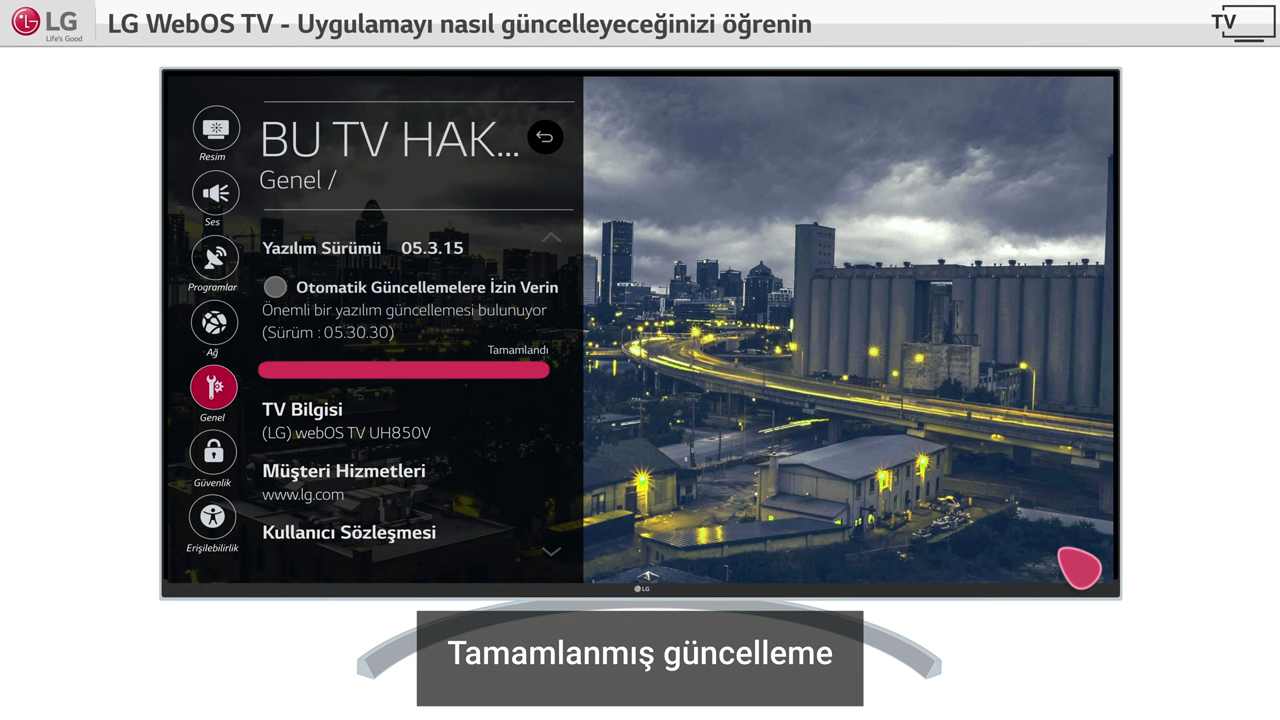 LG
Life's Good
LG WebOS TV - Uygulamayı nasıl güncelleyeceğinizi öğrenin
TV
Resim
Ses
Programlar
Ağ
Genel
Güvenlik
Erişilebilirlik
BU TV HAK...
Genel /
Yazılım Sürümü 05.3.15
Otomatik Güncellemelere İzin Verin
Önemli bir yazılım güncellemesi bulunuyor
(Sürüm : 05.30.30)
Tamamlandı
TV Bilgisi
(LG) webOS TV UH850V
Müşteri Hizmetleri
www.lg.com
Kullanıcı Sözleşmesi
LG
Tamamlanmış güncelleme